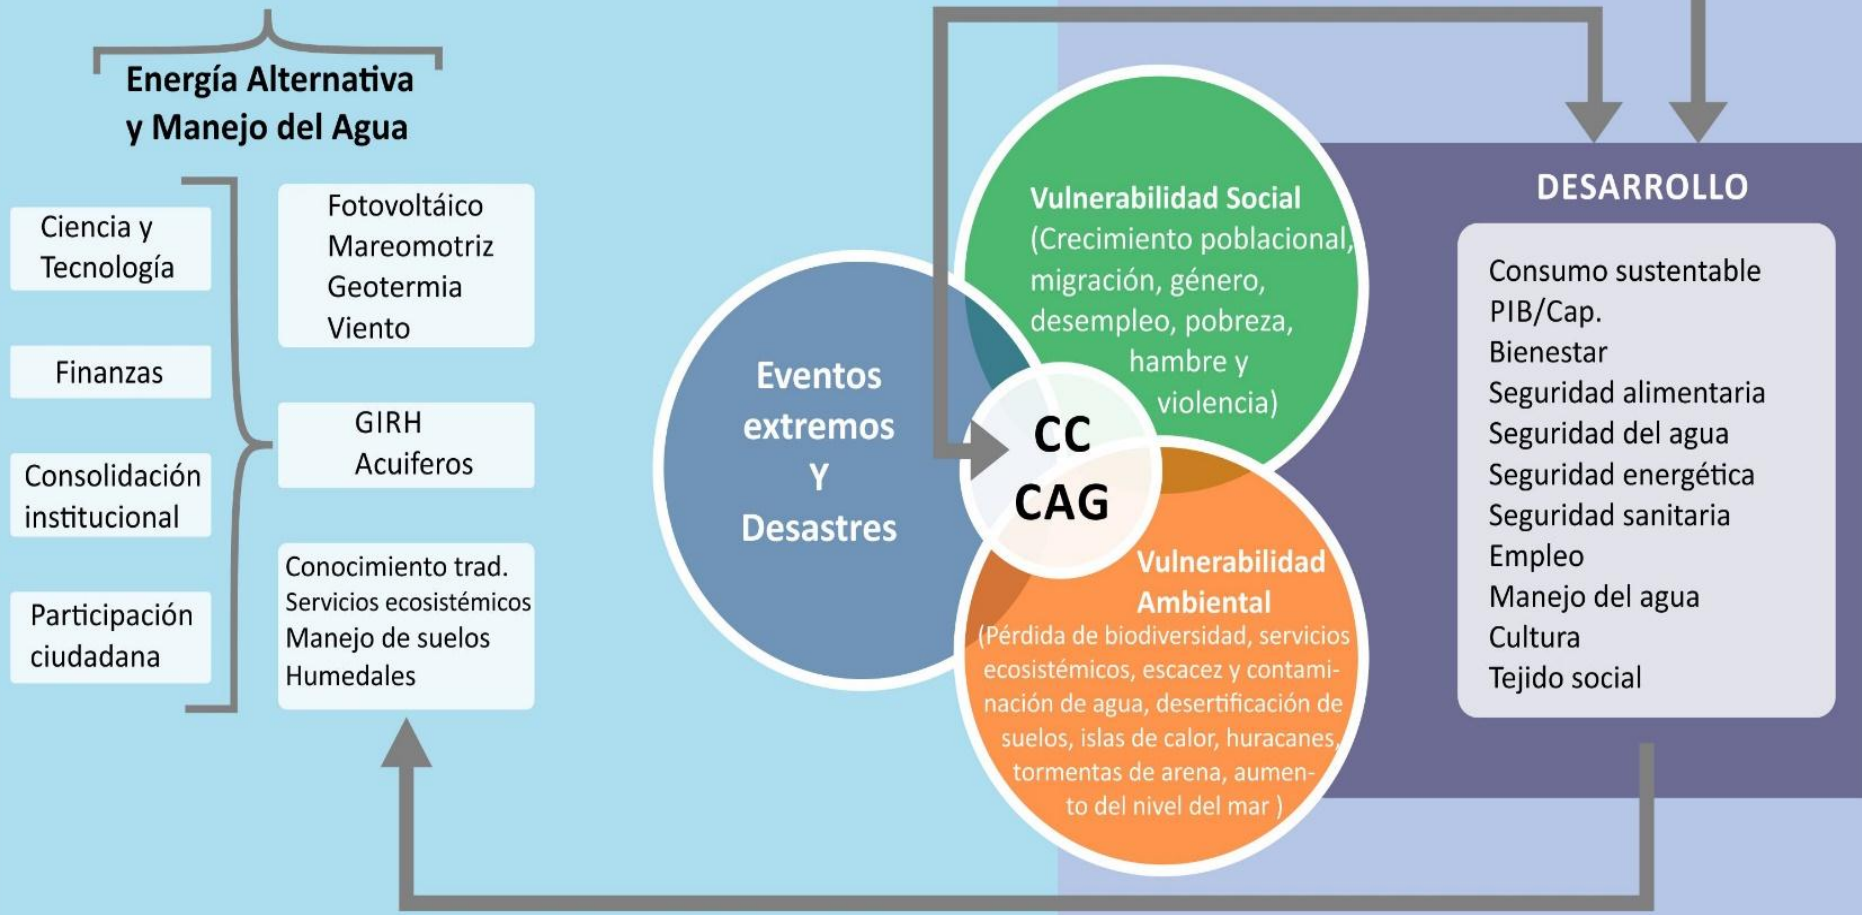 Energía Alternativa
y Manejo del Agua
Ciencia y
Tecnología
Finanzas
Consolidación
institucional
Participación
ciudadana
Fotovoltáico
Mareomotriz
Geotermia
Viento
GIRH
Acuiferos
Conocimiento trad.
Servicios ecosistémicos
Manejo de suelos
Humedales
Eventos
extremos
Y
Desastres
Vulnerabilidad Social
(Crecimiento poblacional,
migración, género,
desempleo, pobreza,
hambre y
violencia)
CC
CAG
Vulnerabilidad
Ambiental
(Pérdida de biodiversidad, servicios
ecosistémicos, escacez y contami-
nación de agua, desertificación de
suelos, islas de calor, huracanes,
tormentas de arena, aumen-
to del nivel del mar )
DESARROLLO
Consumo sustentable
PIB/Cap.
Bienestar
Seguridad alimentaria
Seguridad del agua
Seguridad energética
Seguridad sanitaria
Empleo
Manejo del agua
Cultura
Tejido social